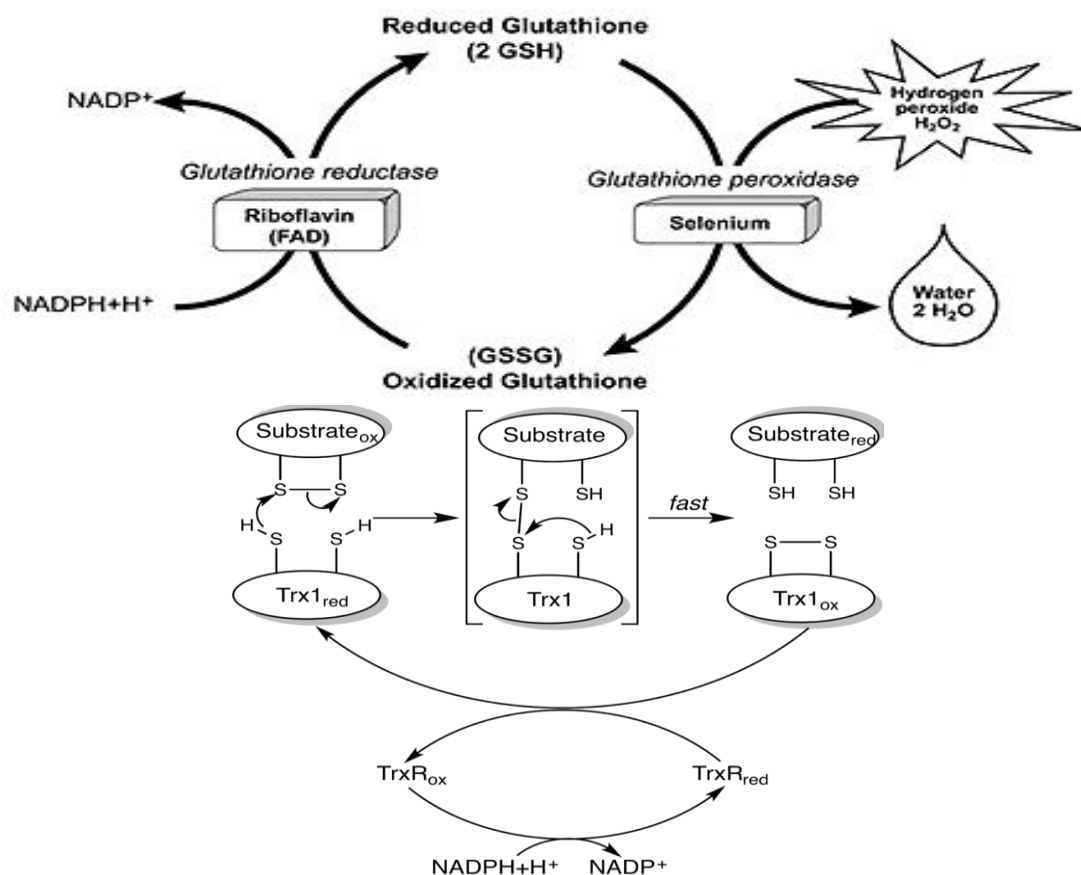 Reduced Glutathione
(2 GSH)
NADP⁺
Hydrogen
peroxide
H₂O₂
Glutathione reductase
Glutathione peroxidase
Riboflavin
(FAD)
Selenium
NADPH+H⁺
Water
2 H₂O
(GSSG)
Oxidized Glutathione
Substrateₒₓ
S S
H H
S S
Trx1red
Substrate
S SH
S S H
Trx1
fast
Substratered
SH SH
S S
Trx1ₒₓ
TrxRₒₓ
TrxRred
NADPH+H⁺ NADP⁺